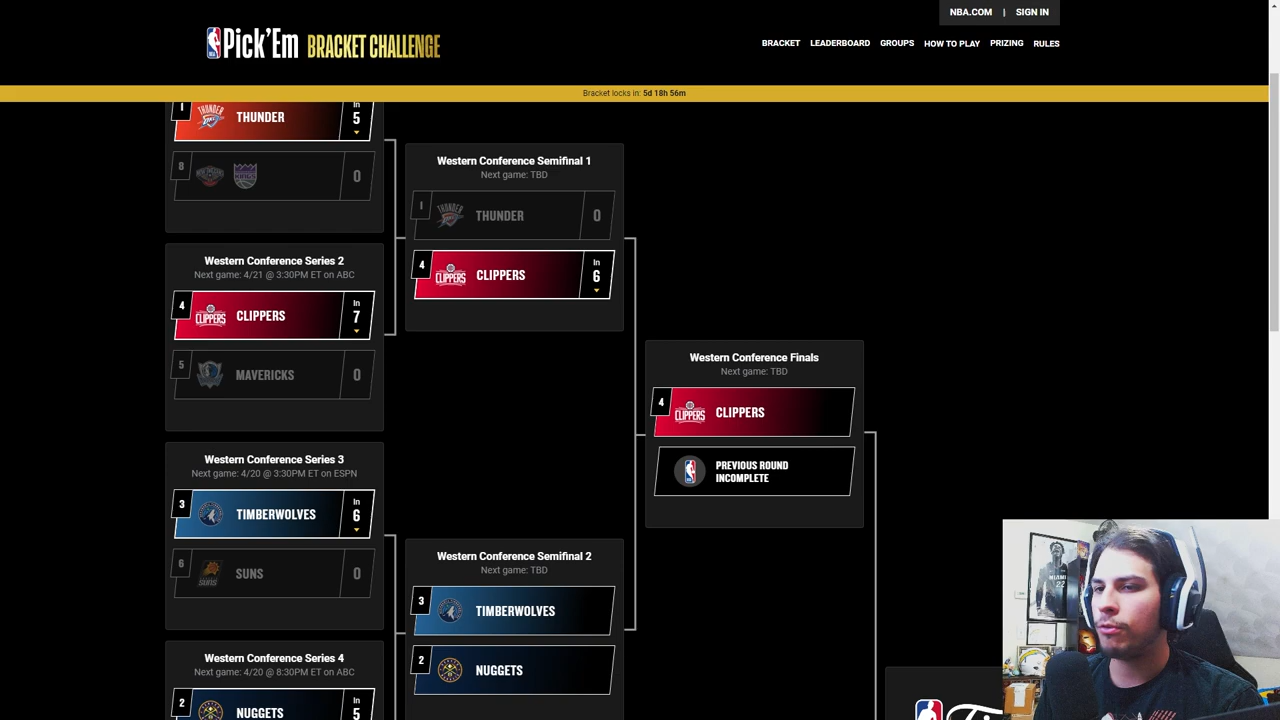 NBA.COM | SIGN IN
Pick'Em BRACKET CHALLENGE
BRACKET LEADERBOARD GROUPS HOW TO PLAY PRIZING RULES
Bracket locks in: 5d 18h 56m
1 THUNDER In 5
8 0
Western Conference Series 2
Next game: 4/21 @ 3:30PM ET on ABC
4 CLIPPERS In 7
5 MAVERICKS 0
Western Conference Series 3
Next game: 4/20 @ 3:30PM ET on ESPN
3 TIMBERWOLVES In 6
6 SUNS 0
Western Conference Series 4
Next game: 4/20 @ 8:30PM ET on ABC
2 NUGGETS In 5
Western Conference Semifinal 1
Next game: TBD
1 THUNDER 0
4 CLIPPERS In 6
Western Conference Semifinal 2
Next game: TBD
3 TIMBERWOLVES
2 NUGGETS
Western Conference Finals
Next game: TBD
4 CLIPPERS
PREVIOUS ROUND
INCOMPLETE
MIAMI
22